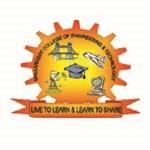 COLLEGE OF ENGINEERING & TECHNOLOGY
LIVE TO LEARN & LEARN TO SHARE